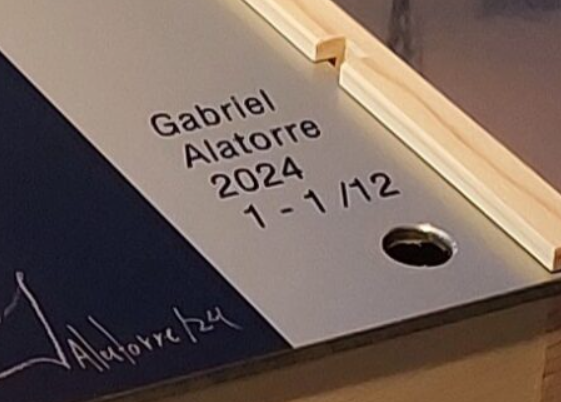 Gabriel
Alatorre
2024
1 - 1 /12
Alatorre/24